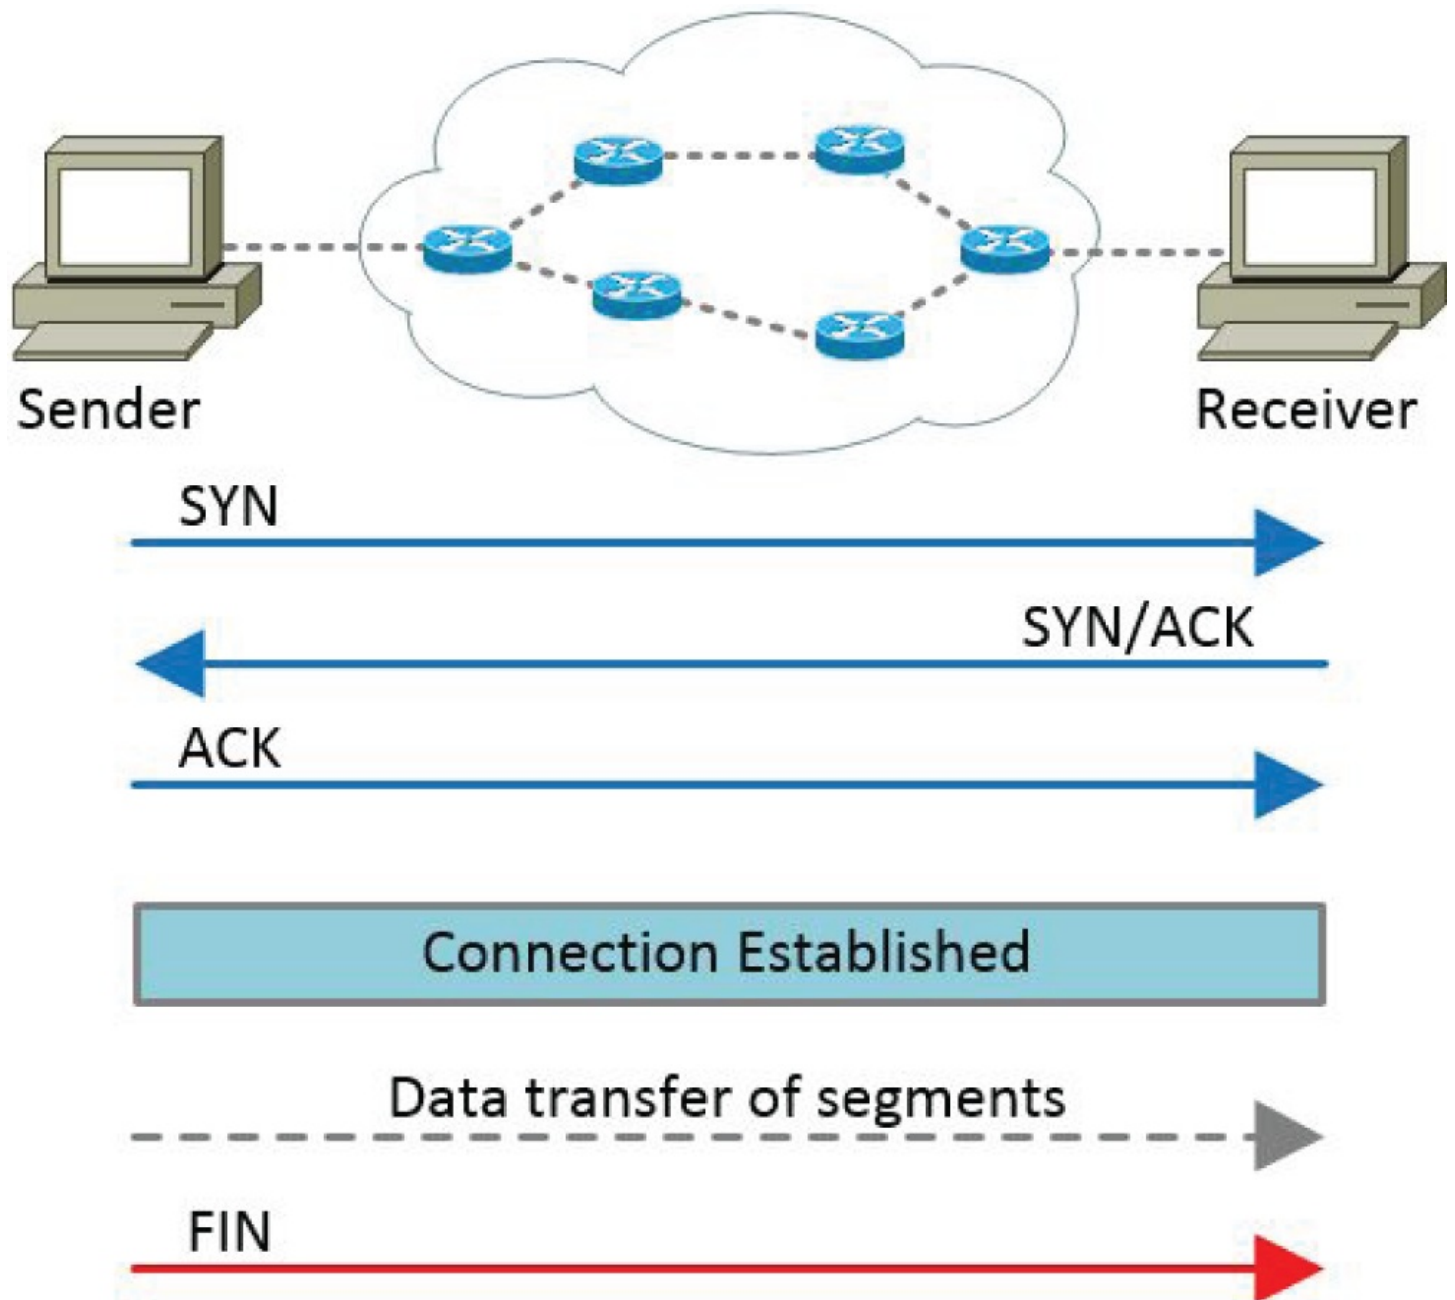 Sender
Receiver
SYN
SYN/ACK
ACK
Connection Established
Data transfer of segments
FIN